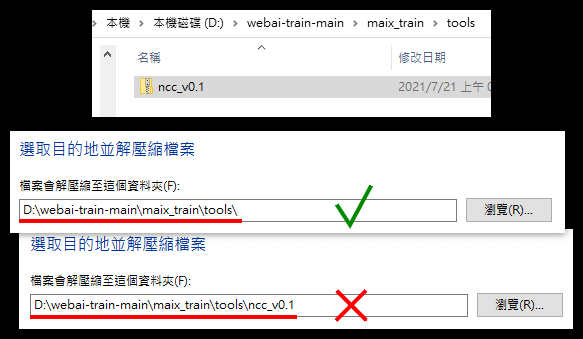 本機 › 本機磁碟 (D:) › webai-train-main › maix_train › tools
名稱 修改日期
ncc_v0.1 2021/7/21 上午
選取目的地並解壓縮檔案
檔案會解壓縮至這個資料夾(F):
D:\webai-train-main\maix_train\tools\ 瀏覽(R)...
選取目的地並解壓縮檔案
檔案會解壓縮至這個資料夾(F):
D:\webai-train-main\maix_train\tools\ncc_v0.1 瀏覽(R)...